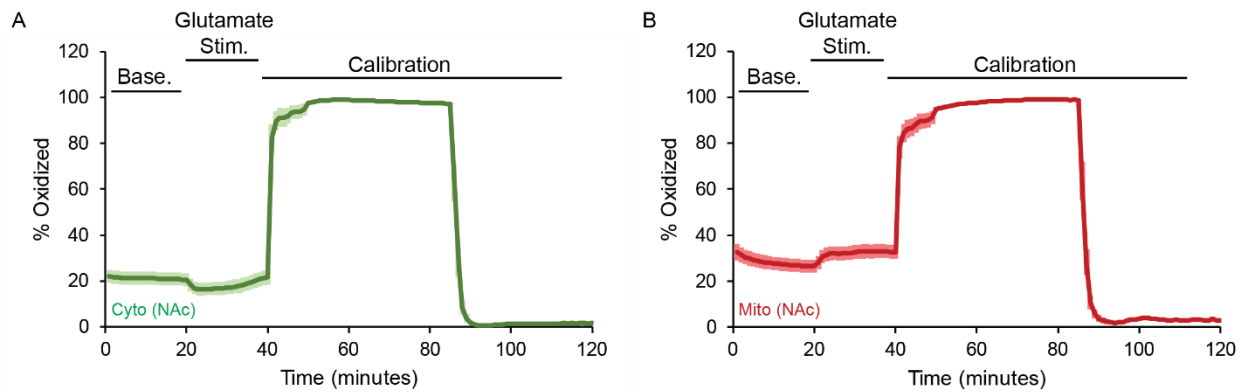 A
Glutamate
Stim.
Base.
Calibration
120
100
80
60
40
20
0
% Oxidized
Cyto (NAc)
0 20 40 60 80 100 120
Time (minutes)
B
Glutamate
Stim.
Base.
Calibration
120
100
80
60
40
20
0
% Oxidized
Mito (NAc)
0 20 40 60 80 100 120
Time (minutes)